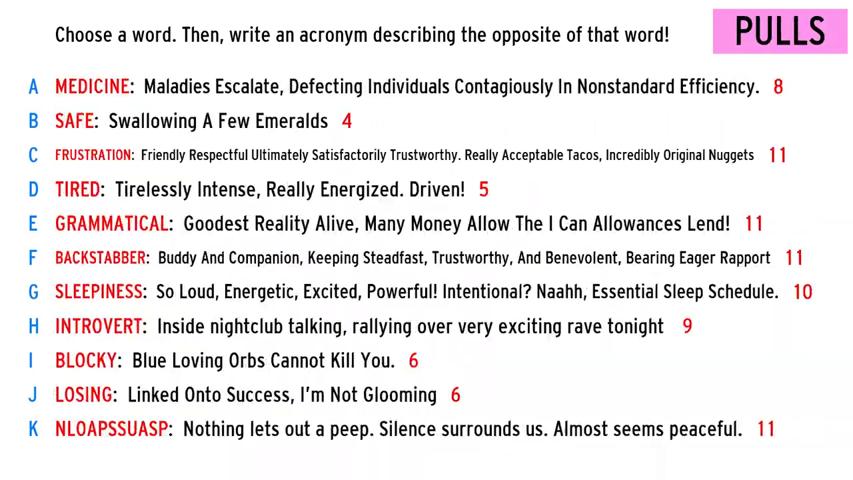 Choose a word. Then, write an acronym describing the opposite of that word!
PULLS
A MEDICINE: Maladies Escalate, Defecting Individuals Contagiously In Nonstandard Efficiency. 8
B SAFE: Swallowing A Few Emeralds 4
C FRUSTRATION: Friendly Respectful Ultimately Satisfactorily Trustworthy. Really Acceptable Tacos, Incredibly Original Nuggets 11
D TIRED: Tirelessly Intense, Really Energized. Driven! 5
E GRAMMATICAL: Goodest Reality Alive, Many Money Allow The I Can Allowances Lend! 11
F BACKSTABBER: Buddy And Companion, Keeping Steadfast, Trustworthy, And Benevolent, Bearing Eager Rapport 11
G SLEEPINESS: So Loud, Energetic, Excited, Powerful! Intentional? Naahh, Essential Sleep Schedule. 10
H INTROVERT: Inside nightclub talking, rallying over very exciting rave tonight 9
I BLOCKY: Blue Loving Orbs Cannot Kill You. 6
J LOSING: Linked Onto Success, I'm Not Glooming 6
K NLOAPSSUASP: Nothing lets out a peep. Silence surrounds us. Almost seems peaceful. 11